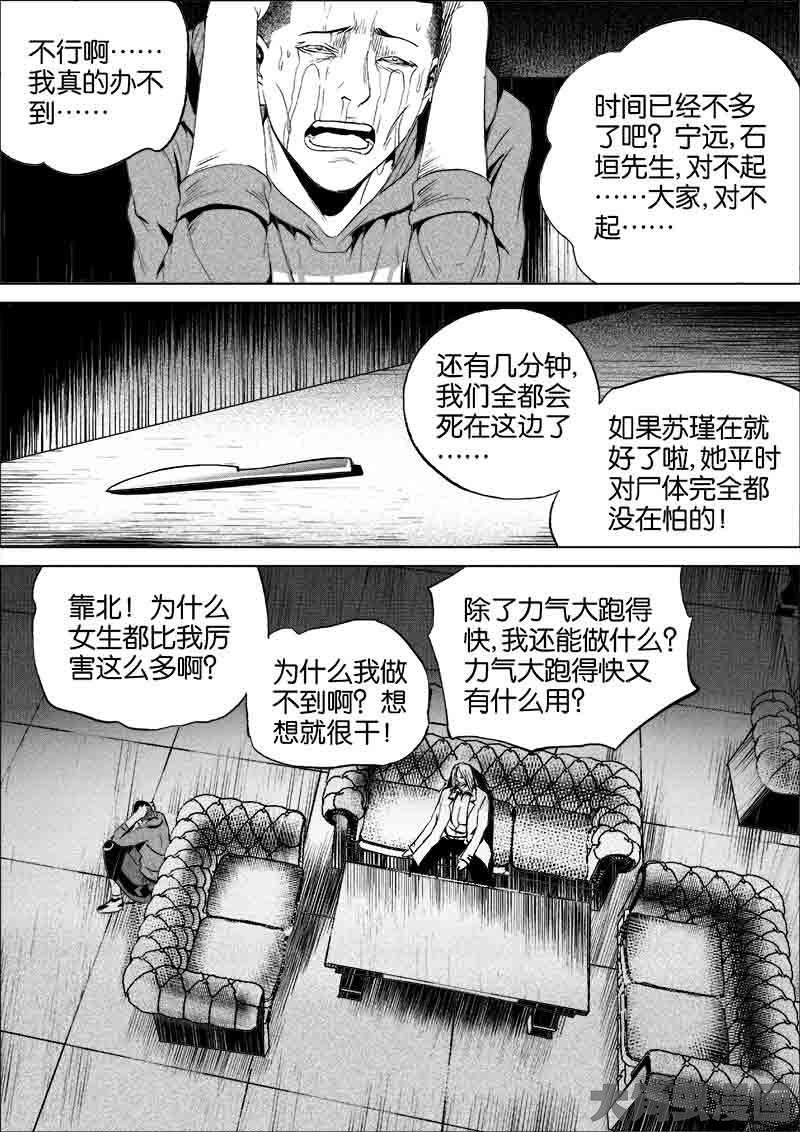 不行啊……
我真的办不
到……
时间已经不多
了吧？宁远,石
垣先生,对不起
……大家,对不
起……
还有几分钟,
我们全都会
死在这边了
……
如果苏瑾在就
好了啦,她平时
对尸体完全都
没在怕的！
靠北！为什么
女生都比我厉
害这么多啊？
为什么我做
不到啊？想
想就很干！
除了力气大跑得
快,我还能做什么？
力气大跑得快又
有什么用？